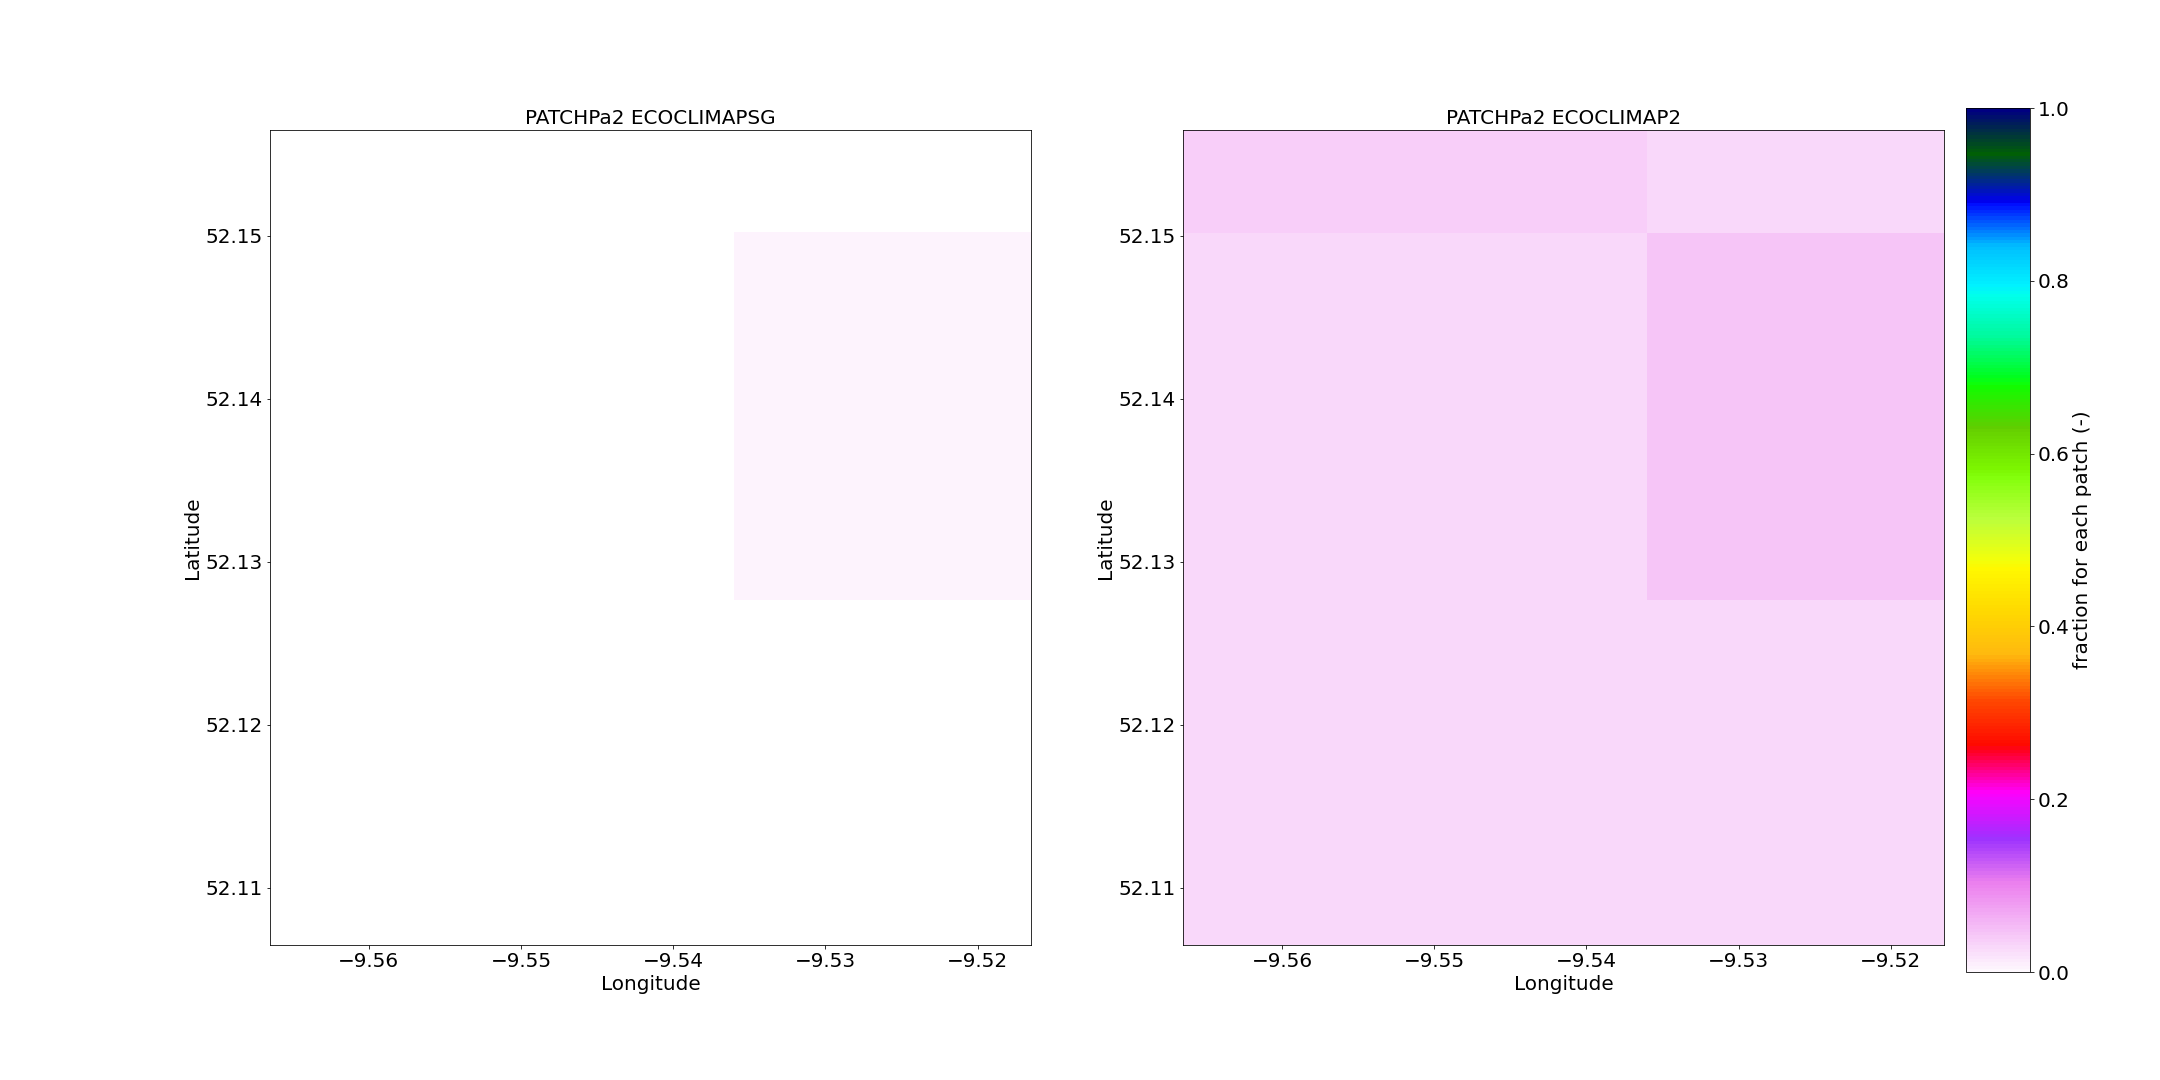 PATCHPa2 ECOCLIMAPSG
52.15
52.14
52.13
52.12
52.11
Latitude
−9.56 −9.55 −9.54 −9.53 −9.52
Longitude
PATCHPa2 ECOCLIMAP2
52.15
52.14
52.13
52.12
52.11
Latitude
−9.56 −9.55 −9.54 −9.53 −9.52
Longitude
1.0
0.8
0.6
0.4
0.2
0.0
fraction for each patch (-)